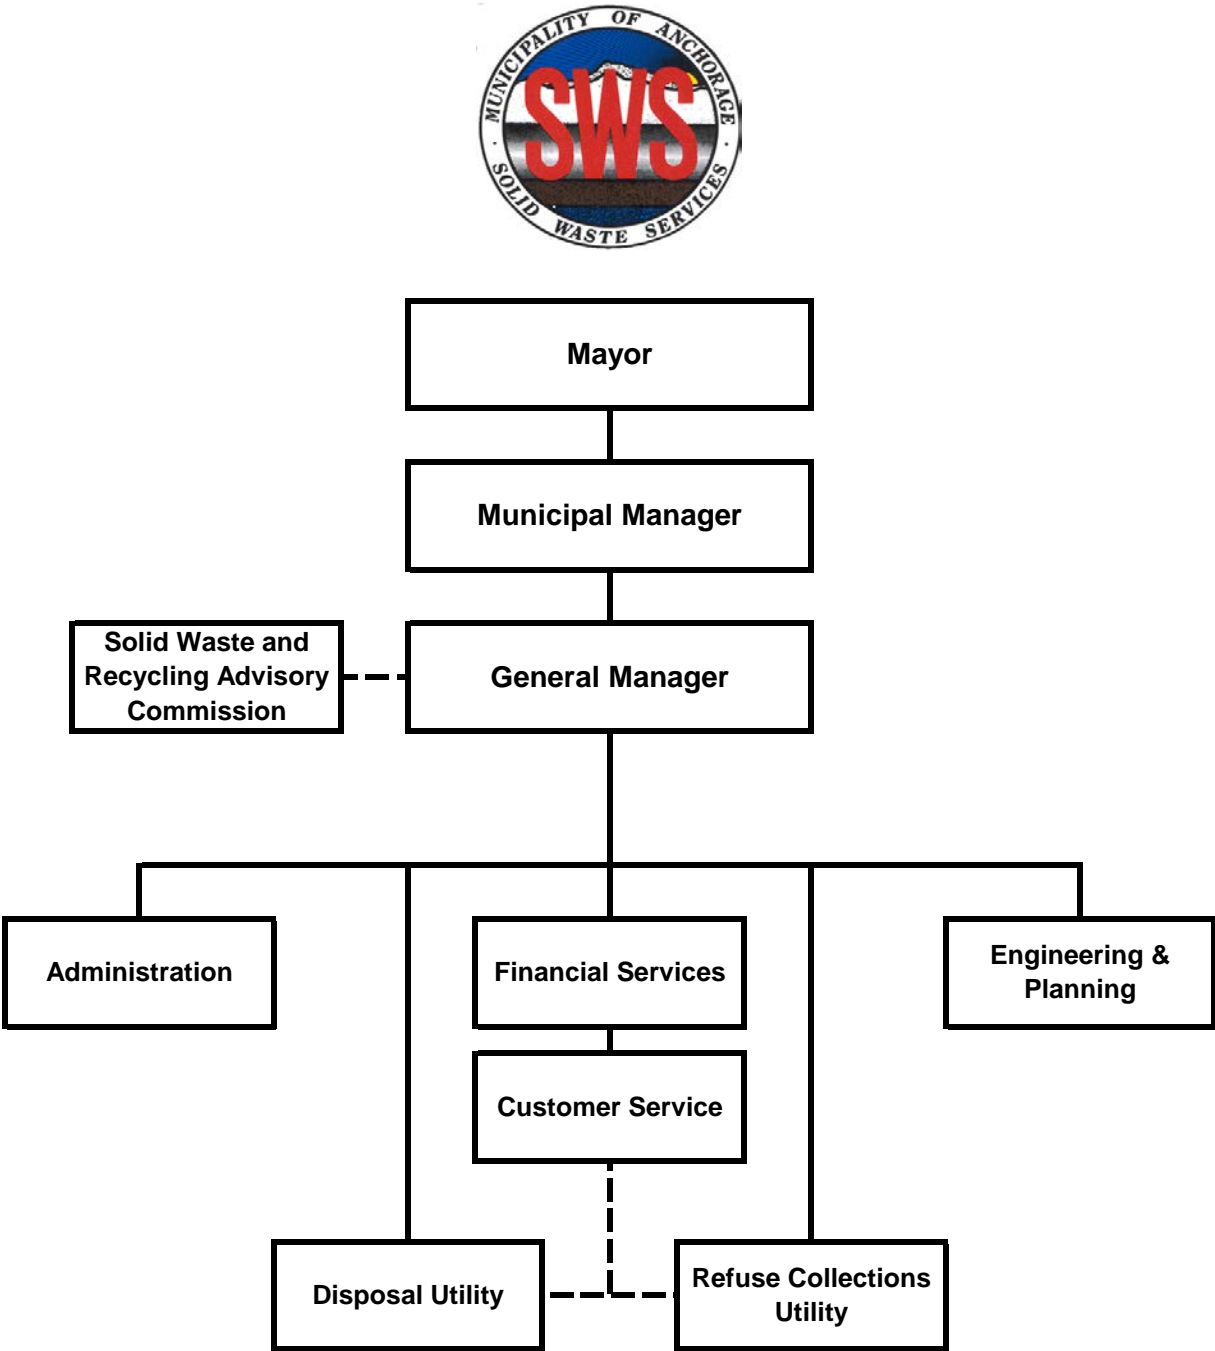 MUNICIPALITY OF ANCHORAGE
SWS
· SOLID WASTE SERVICES ·
Mayor
Municipal Manager
Solid Waste and
Recycling Advisory
Commission
General Manager
Administration
Financial Services
Engineering &
Planning
Customer Service
Disposal Utility
Refuse Collections
Utility